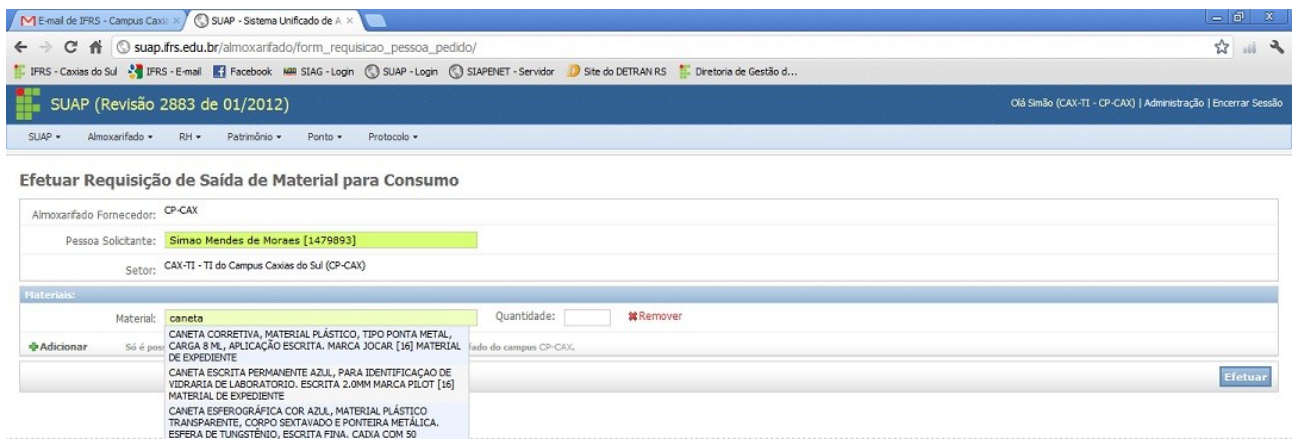 E-mail de IFRS - Campus Caxi
SUAP - Sistema Unificado de A
suap.ifrs.edu.br/almoxarifado/form_requisicao_pessoa_pedido/
IFRS - Caxias do Sul IFRS - E-mail Facebook SIAG - Login SUAP - Login SIAPENET - Servidor Site do DETRAN RS Diretoria de Gestão d...
SUAP (Revisão 2883 de 01/2012)
Olá Simão (CAX-TI - CP-CAX) | Administração | Encerrar Sessão
SUAP Almoxarifado RH Patrimônio Ponto Protocolo
Efetuar Requisição de Saída de Material para Consumo
Almoxarifado Fornecedor: CP-CAX
Pessoa Solicitante: Simao Mendes de Moraes [1479893]
Setor: CAX-TI - TI do Campus Caxias do Sul (CP-CAX)
Materiais:
Material: caneta Quantidade: Remover
CANETA CORRETIVA, MATERIAL PLÁSTICO, TIPO PONTA METAL,
CARGA 8 ML, APLICAÇÃO ESCRITA. MARCA JOCAR [16] MATERIAL
DE EXPEDIENTE
Adicionar Só é pos ado do campus CP-CAX.
CANETA ESCRITA PERMANENTE AZUL, PARA IDENTIFICAÇAO DE
VIDRARIA DE LABORATORIO. ESCRITA 2.0MM MARCA PILOT [16]
MATERIAL DE EXPEDIENTE
Efetuar
CANETA ESFEROGRÁFICA COR AZUL, MATERIAL PLÁSTICO
TRANSPARENTE, CORPO SEXTAVADO E PONTEIRA METÁLICA.
ESFERA DE TUNGSTÊNIO, ESCRITA FINA. CAIXA COM 50